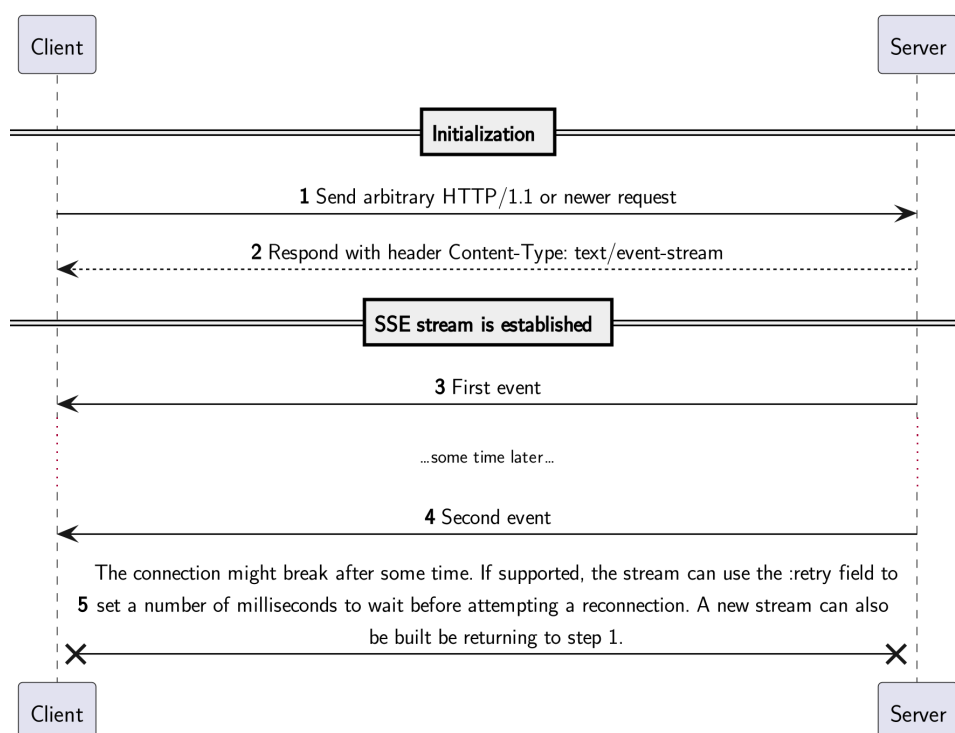 Client
Server
Initialization
1 Send arbitrary HTTP/1.1 or newer request
2 Respond with header Content-Type: text/event-stream
SSE stream is established
3 First event
...some time later...
4 Second event
The connection might break after some time. If supported, the stream can use the :retry field to
5 set a number of milliseconds to wait before attempting a reconnection. A new stream can also
be built be returning to step 1.
Client
Server